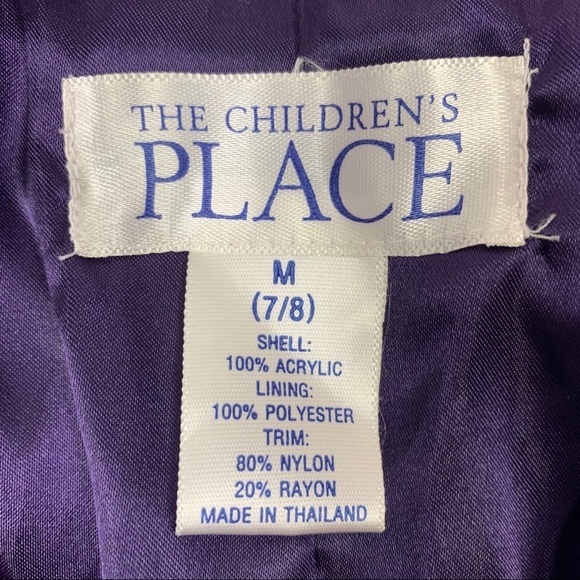 THE CHILDREN'S
PLACE
M
(7/8)
SHELL:
100% ACRYLIC
LINING:
100% POLYESTER
TRIM:
80% NYLON
20% RAYON
MADE IN THAILAND